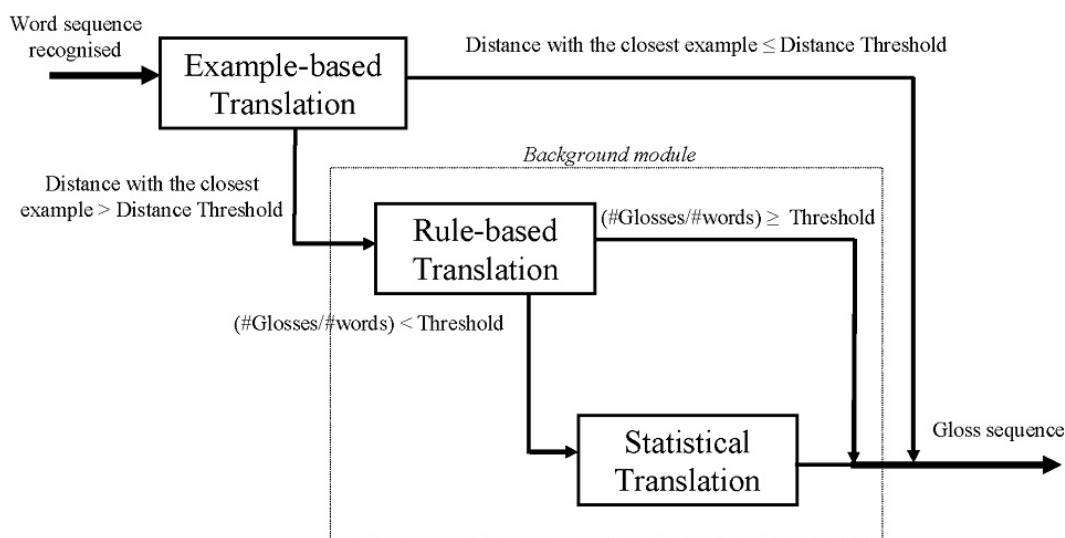 Word sequence
recognised
Example-based
Translation
Distance with the closest example ≤ Distance Threshold
Background module
Distance with the closest
example > Distance Threshold
Rule-based
Translation
(#Glosses/#words) ≥ Threshold
(#Glosses/#words) < Threshold
Statistical
Translation
Gloss sequence